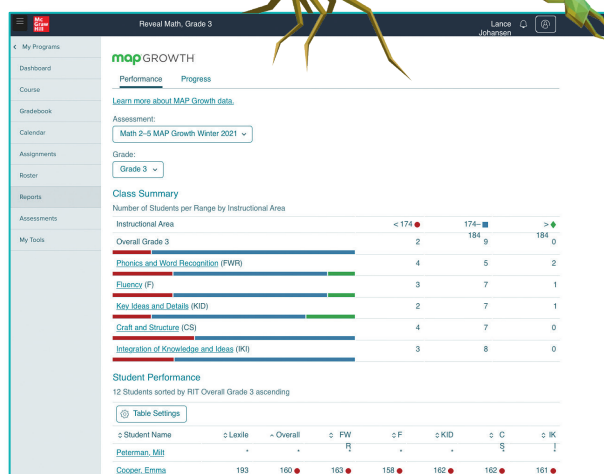 Mc
Graw
Hill
Reveal Math, Grade 3
Lance
Johansen
My Programs
Dashboard
Course
Gradebook
Calendar
Assignments
Roster
Reports
Assessments
My Tools
map GROWTH
Performance Progress
Learn more about MAP Growth data.
Assessment:
Math 2–5 MAP Growth Winter 2021
Grade:
Grade 3
Class Summary
Number of Students per Range by Instructional Area
Instructional Area < 174 174– 184 > 184
Overall Grade 3 2 9 0
Phonics and Word Recognition (FWR) 4 5 2
Fluency (F) 3 7 1
Key Ideas and Details (KID) 2 7 1
Craft and Structure (CS) 4 7 0
Integration of Knowledge and Ideas (IKI) 3 8 0
Student Performance
12 Students sorted by RIT Overall Grade 3 ascending
Table Settings
Student Name Lexile Overall FWR F KID CS IKI
Peterman, Milt * * * * * * *
Cooper, Emma 193 160 163 158 162 162 161